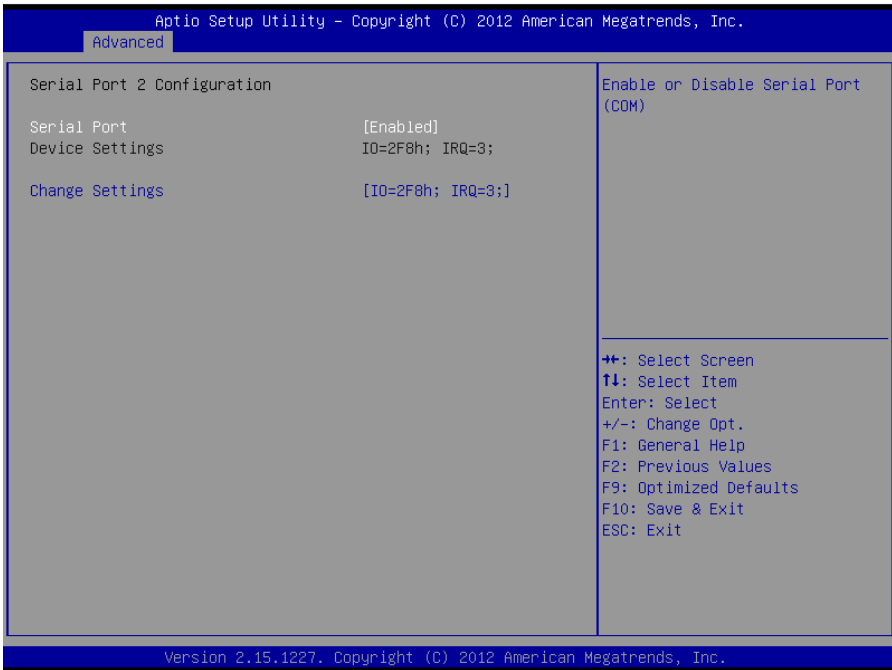 Aptio Setup Utility – Copyright (C) 2012 American Megatrends, Inc.
Advanced
Serial Port 2 Configuration
Serial Port [Enabled]
Device Settings IO=2F8h; IRQ=3;
Change Settings [IO=2F8h; IRQ=3;]
Enable or Disable Serial Port
(COM)
→←: Select Screen
↑↓: Select Item
Enter: Select
+/-: Change Opt.
F1: General Help
F2: Previous Values
F9: Optimized Defaults
F10: Save & Exit
ESC: Exit
Version 2.15.1227. Copyright (C) 2012 American Megatrends, Inc.